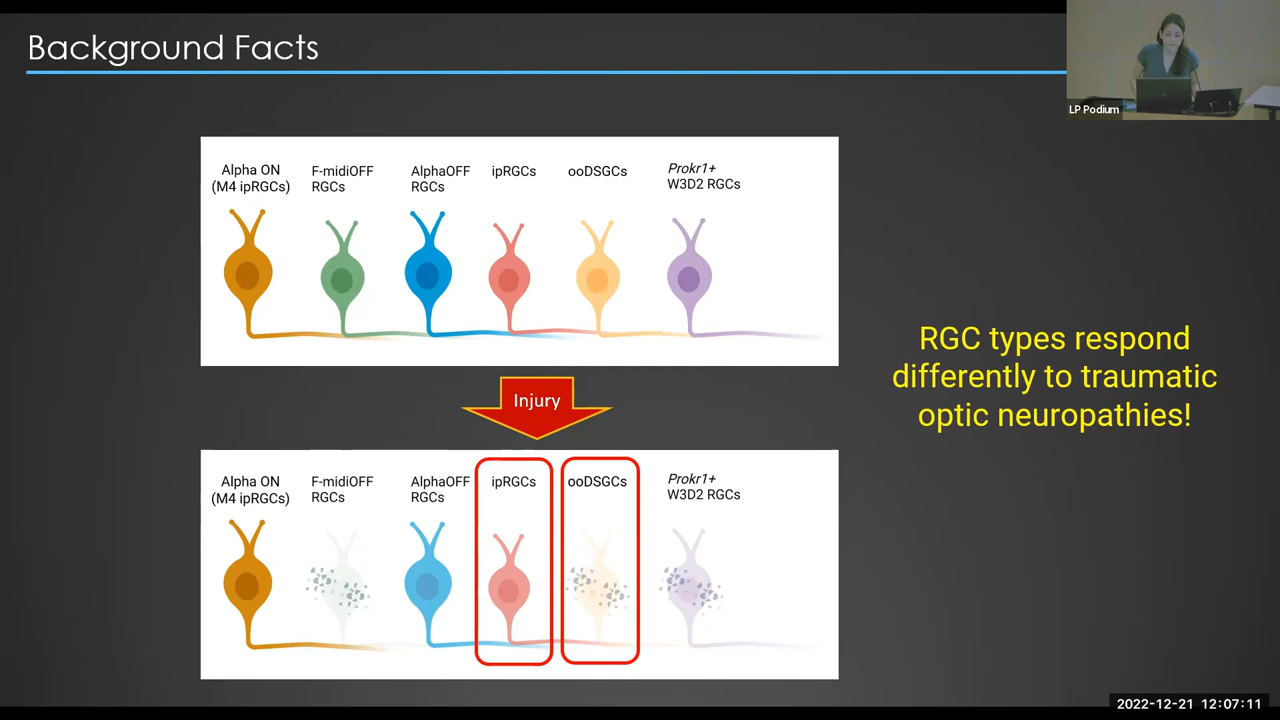 Background Facts
LP Podium
Alpha ON
(M4 ipRGCs)
F-midiOFF
RGCs
AlphaOFF
RGCs
ipRGCs
ooDSGCs
Prokr1+
W3D2 RGCs
Injury
RGC types respond
differently to traumatic
optic neuropathies!
Alpha ON
(M4 ipRGCs)
F-midiOFF
RGCs
AlphaOFF
RGCs
ipRGCs
ooDSGCs
Prokr1+
W3D2 RGCs
2022-12-21 12:07:11